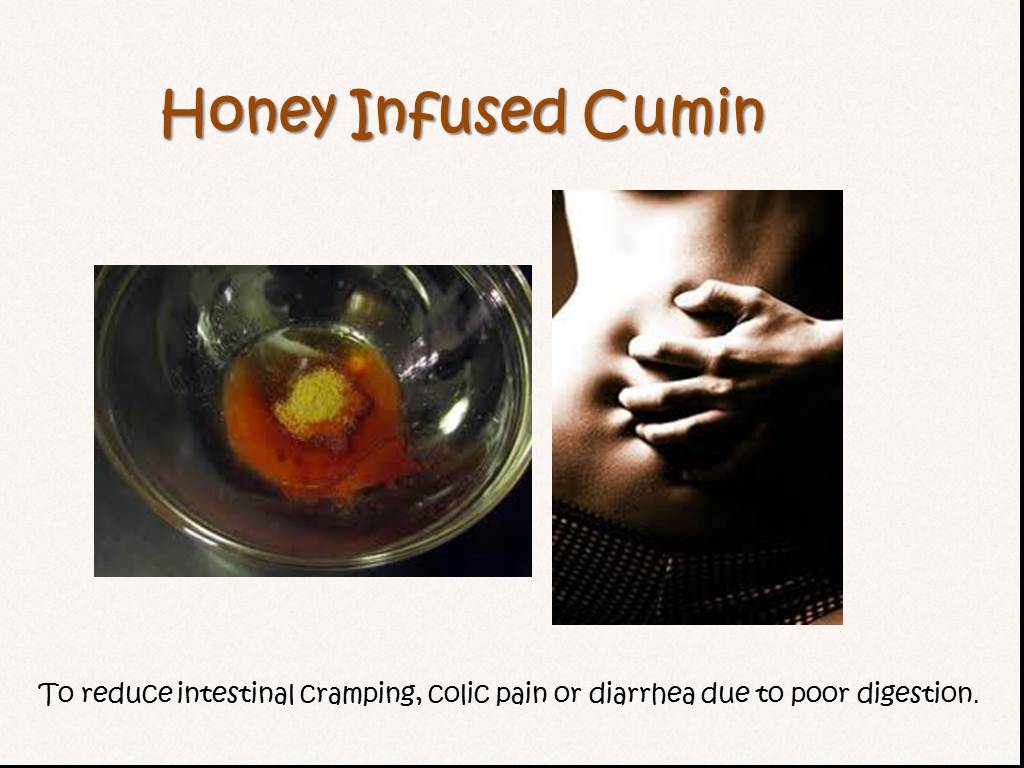 Honey Infused Cumin
To reduce intestinal cramping, colic pain or diarrhea due to poor digestion.